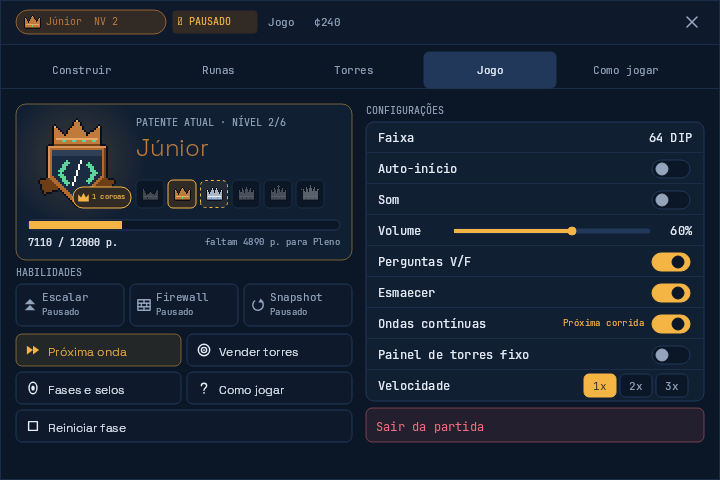 Júnior NV 2
PAUSADO
Jogo
¢240
Construir
Runas
Torres
Jogo
Como jogar
PATENTE ATUAL · NÍVEL 2/6
Júnior
1 coroas
7110 / 12000 p.
faltam 4890 p. para Pleno
HABILIDADES
Escalar
Pausado
Firewall
Pausado
Snapshot
Pausado
Próxima onda
Vender torres
Fases e selos
Como jogar
Reiniciar fase
CONFIGURAÇÕES
Faixa 64 DIP
Auto-início
Som
Volume 60%
Perguntas V/F
Esmaecer
Ondas contínuas Próxima corrida
Painel de torres fixo
Velocidade 1x 2x 3x
Sair da partida